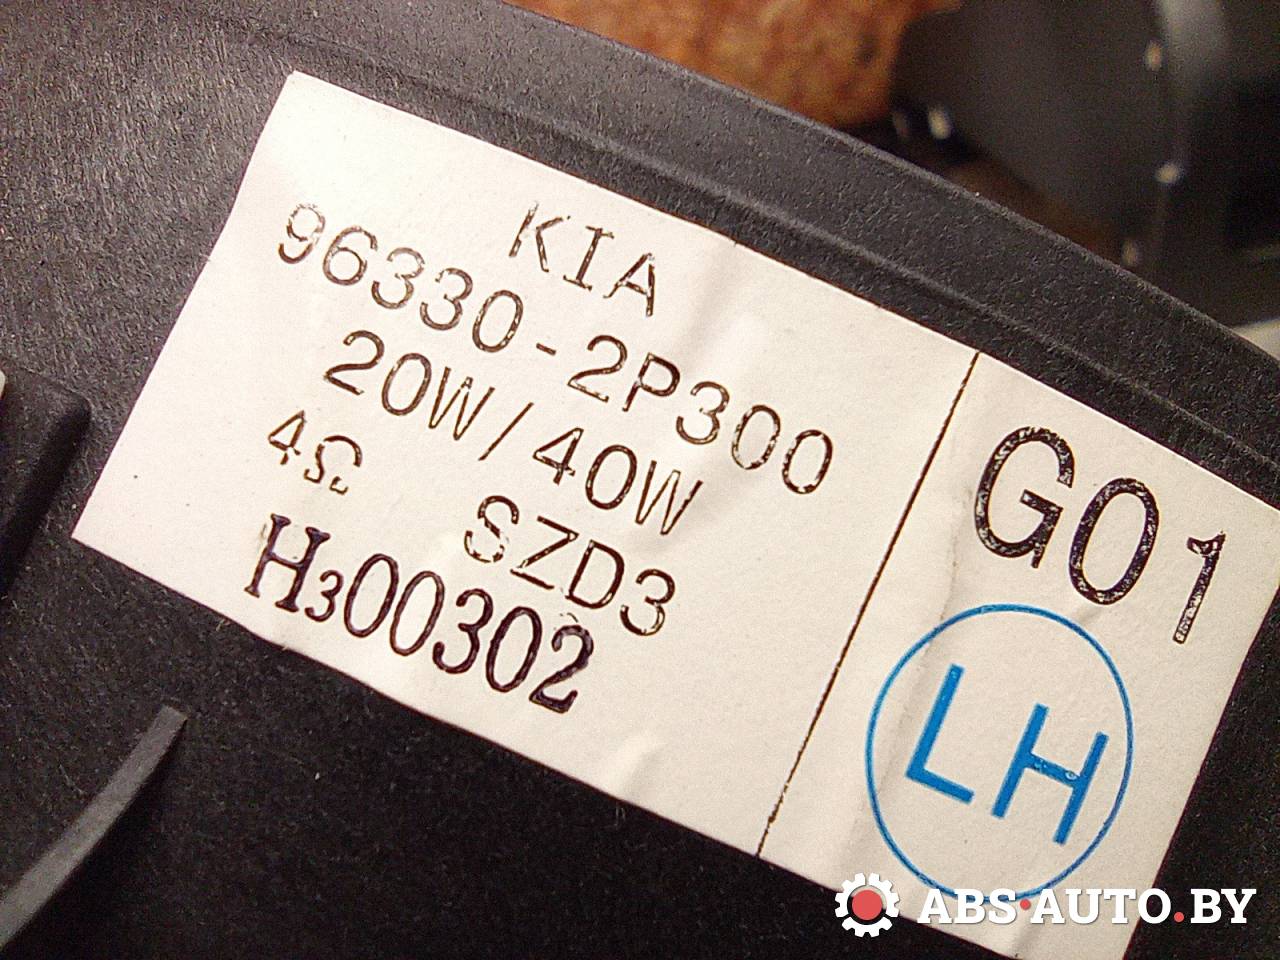 KIA
96330-2P300
20W/40W
4Ω SZD3
H300302
G01
LH
ABS·AUTO.BY